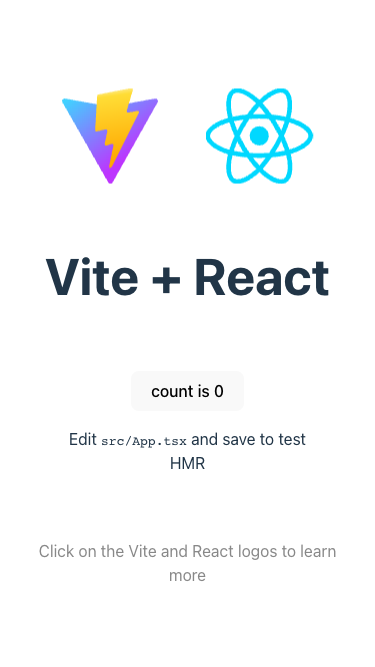 Vite + React
count is 0
Edit src/App.tsx and save to test
HMR
Click on the Vite and React logos to learn
more